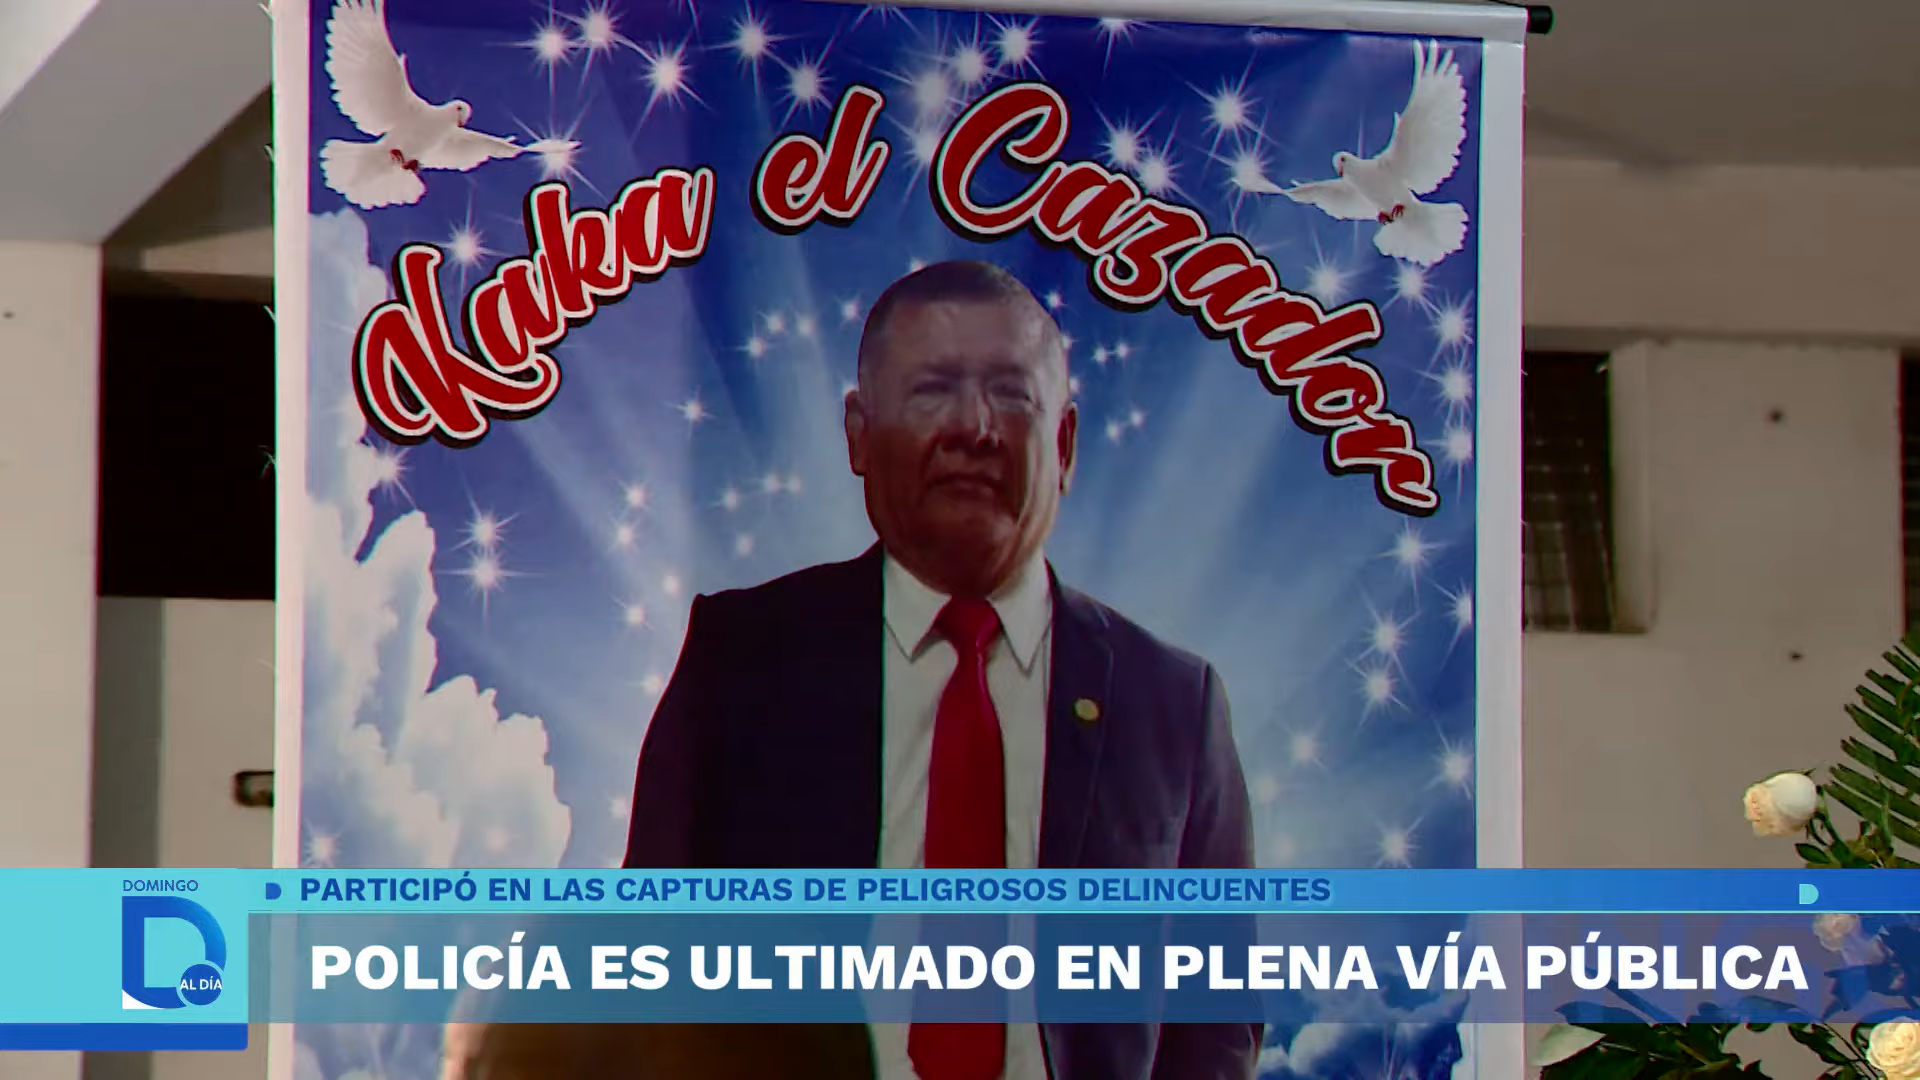 Kaka el Cazador
DOMINGO
AL DÍA
PARTICIPÓ EN LAS CAPTURAS DE PELIGROSOS DELINCUENTES
POLICÍA ES ULTIMADO EN PLENA VÍA PÚBLICA